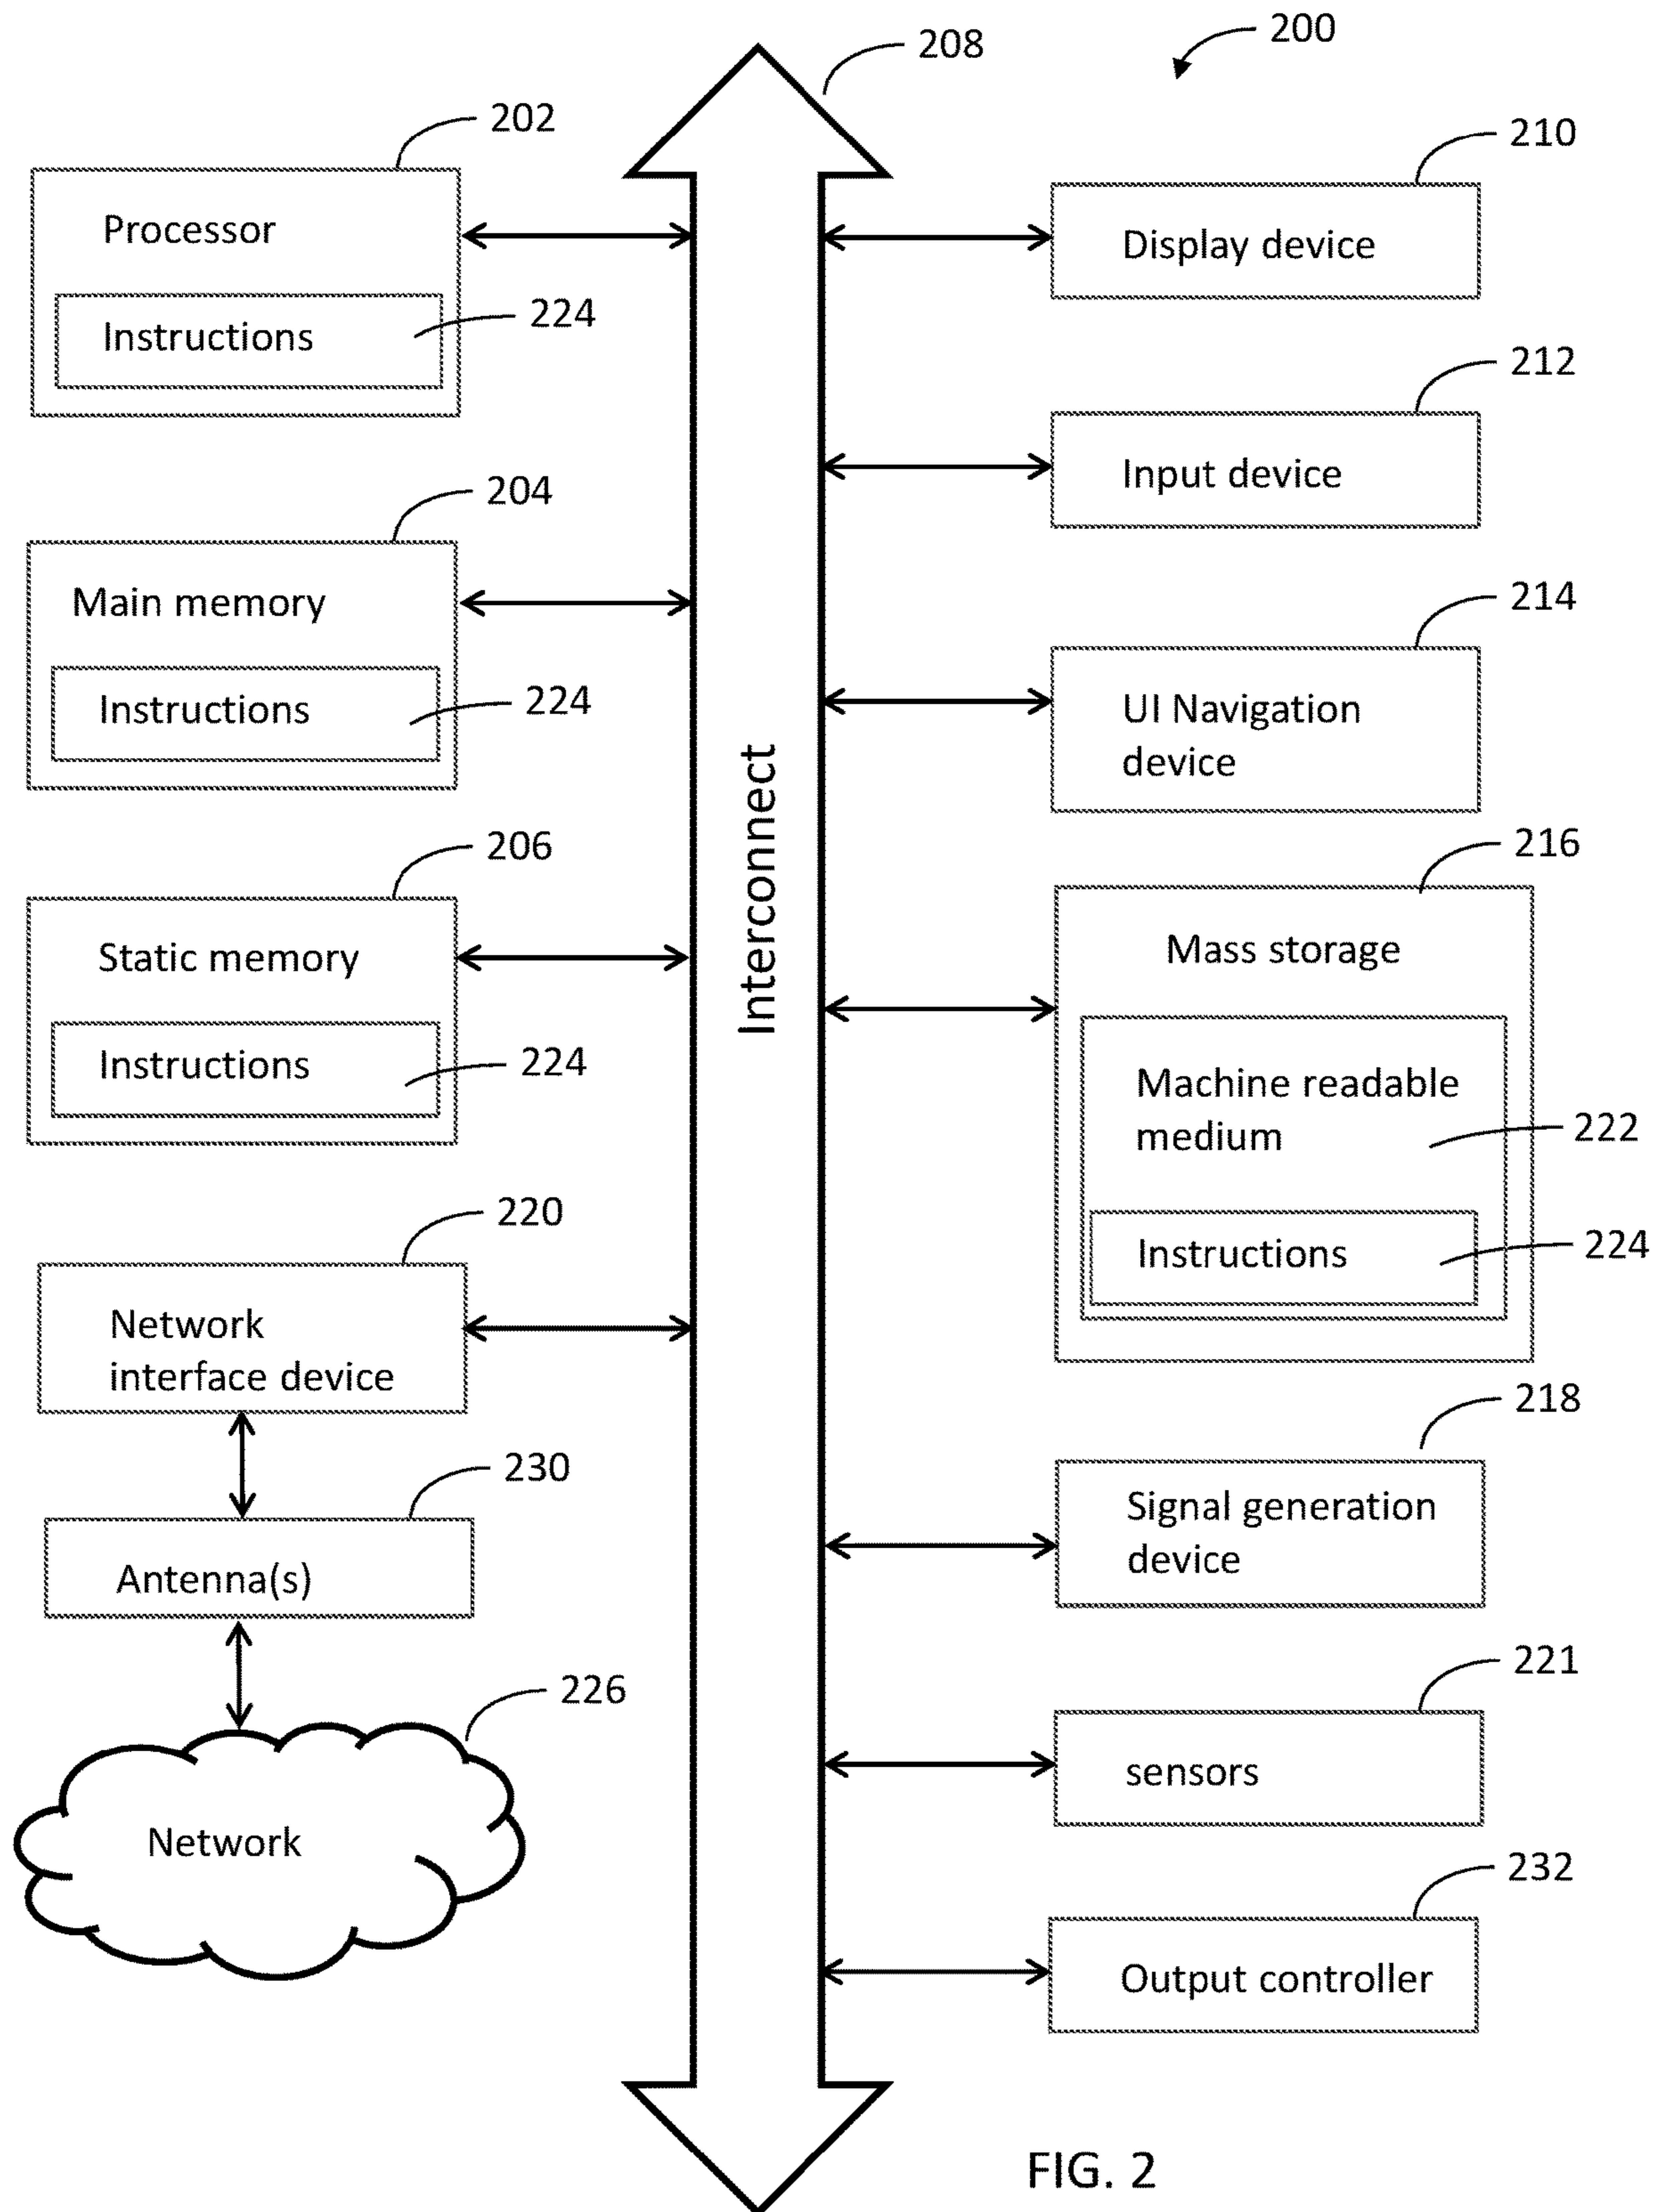 200
208
202
Processor
Instructions
224
204
Main memory
Instructions
224
206
Static memory
Instructions
224
220
Network
interface device
230
Antenna(s)
226
Network
Interconnect
210
Display device
212
Input device
214
UI Navigation
device
216
Mass storage
Machine readable
medium
222
Instructions
224
218
Signal generation
device
221
sensors
232
Output controller
FIG. 2